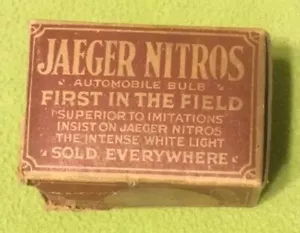 JAEGER NITROS
AUTOMOBILE BULB
FIRST IN THE FIELD
"SUPERIOR TO IMITATIONS"
INSIST ON JAEGER NITROS
THE INTENSE WHITE LIGHT
SOLD EVERYWHERE